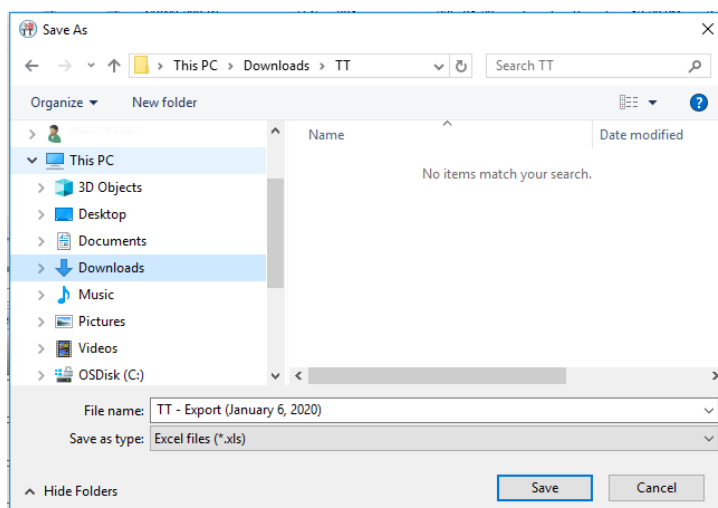 Save As
This PC > Downloads > TT
Search TT
Organize
New folder
?
Name
Date modified
This PC
No items match your search.
3D Objects
Desktop
Documents
Downloads
Music
Pictures
Videos
OSDisk (C:)
File name: TT - Export (January 6, 2020)
Save as type: Excel files (*.xls)
Hide Folders
Save
Cancel